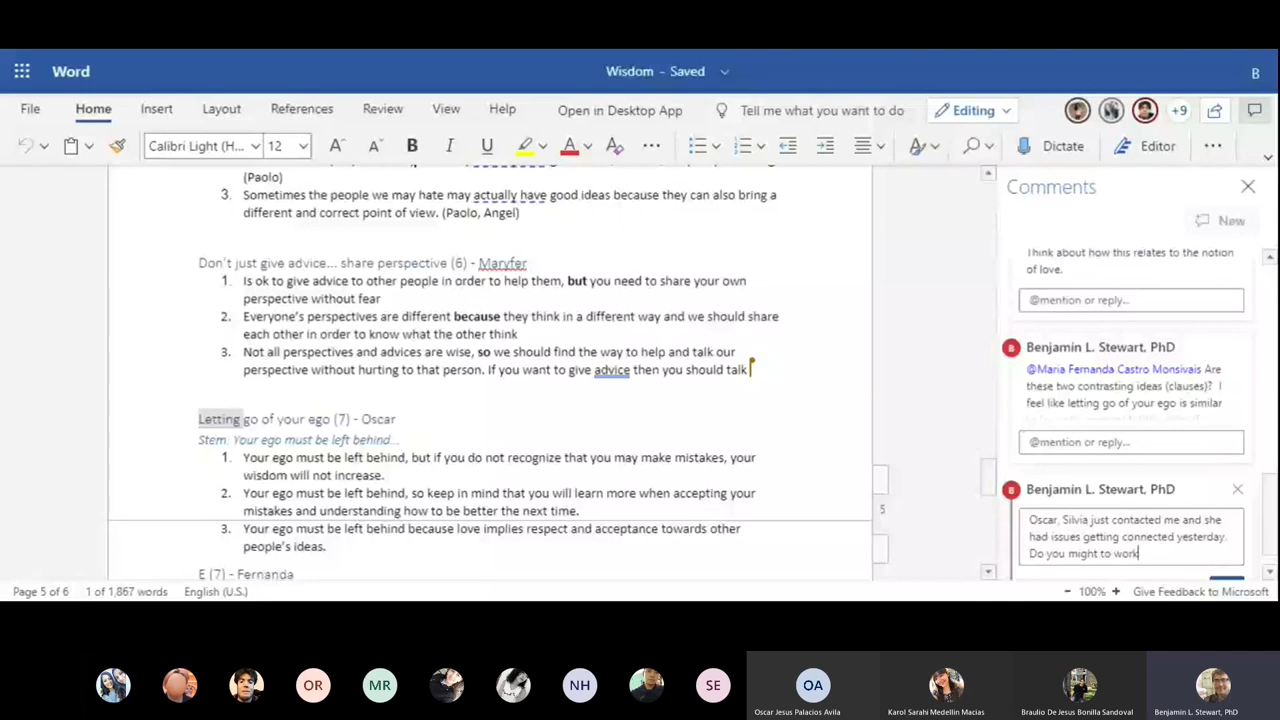 Word
Wisdom - Saved
B
File
Home
Insert
Layout
References
Review
View
Help
Open in Desktop App
Tell me what you want to do
Editing
+9
Calibri Light (H...
12
Dictate
Editor
(Paolo)
3. Sometimes the people we may hate may actually have good ideas because they can also bring a
different and correct point of view. (Paolo, Angel)
Don't just give advice... share perspective (6) - Maryfer
1. Is ok to give advice to other people in order to help them, but you need to share your own
perspective without fear
2. Everyone's perspectives are different because they think in a different way and we should share
each other in order to know what the other think
3. Not all perspectives and advices are wise, so we should find the way to help and talk our
perspective without hurting to that person. If you want to give advice then you should talk
Letting go of your ego (7) - Oscar
Stem: Your ego must be left behind...
1. Your ego must be left behind, but if you do not recognize that you may make mistakes, your
wisdom will not increase.
2. Your ego must be left behind, so keep in mind that you will learn more when accepting your
mistakes and understanding how to be better the next time.
3. Your ego must be left behind because love implies respect and acceptance towards other
people's ideas.
E (7) - Fernanda
5
Comments
New
Think about how this relates to the notion
of love.
@mention or reply...
B
Benjamin L. Stewart, PhD
@Maria Fernanda Castro Monsivais Are
these two contrasting ideas (clauses)? I
feel like letting go of your ego is similar
@mention or reply...
B
Benjamin L. Stewart, PhD
Oscar, Silvia just contacted me and she
had issues getting connected yesterday.
Do you might to work
Page 5 of 6
1 of 1,867 words
English (U.S.)
100%
Give Feedback to Microsoft
OR
MR
NH
SE
OA
Oscar Jesus Palacios Avila
Karol Sarahi Medellin Macias
Braulio De Jesus Bonilla Sandoval
Benjamin L. Stewart, PhD